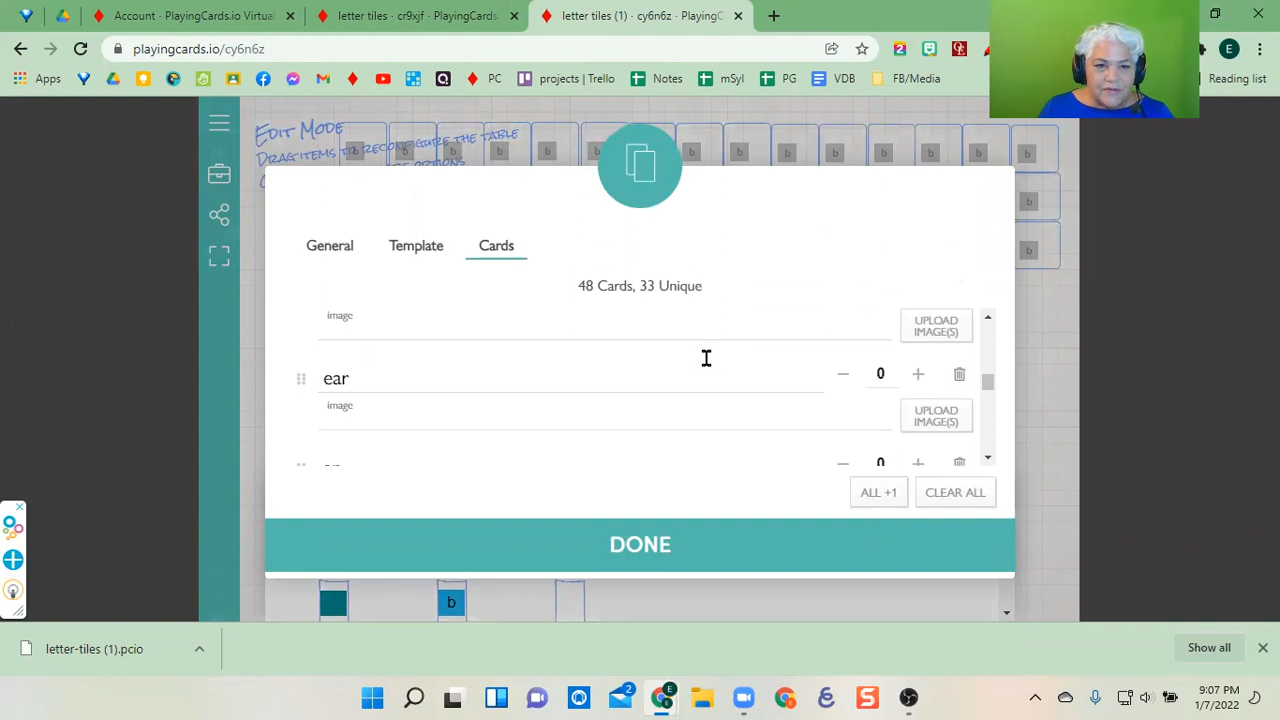 Account - PlayingCards.io Virtual
letter tiles - cr9xjf - PlayingCards
letter tiles (1) - cy6n6z - PlayingC
playingcards.io/cy6n6z
2
E
Apps
PC
projects | Trello
Notes
mSyl
PG
VDB
FB/Media
Reading list
EDIT MODE
DRAG ITEMS TO RECONFIGURE THE TABLE
b b b b b b b b b b b b b
b
b
General
Template
Cards
48 Cards, 33 Unique
image
UPLOAD IMAGE(S)
ear
0
image
UPLOAD IMAGE(S)
0
ALL +1
CLEAR ALL
DONE
b
letter-tiles (1).pcio
Show all
2
9:07 PM
1/7/2022